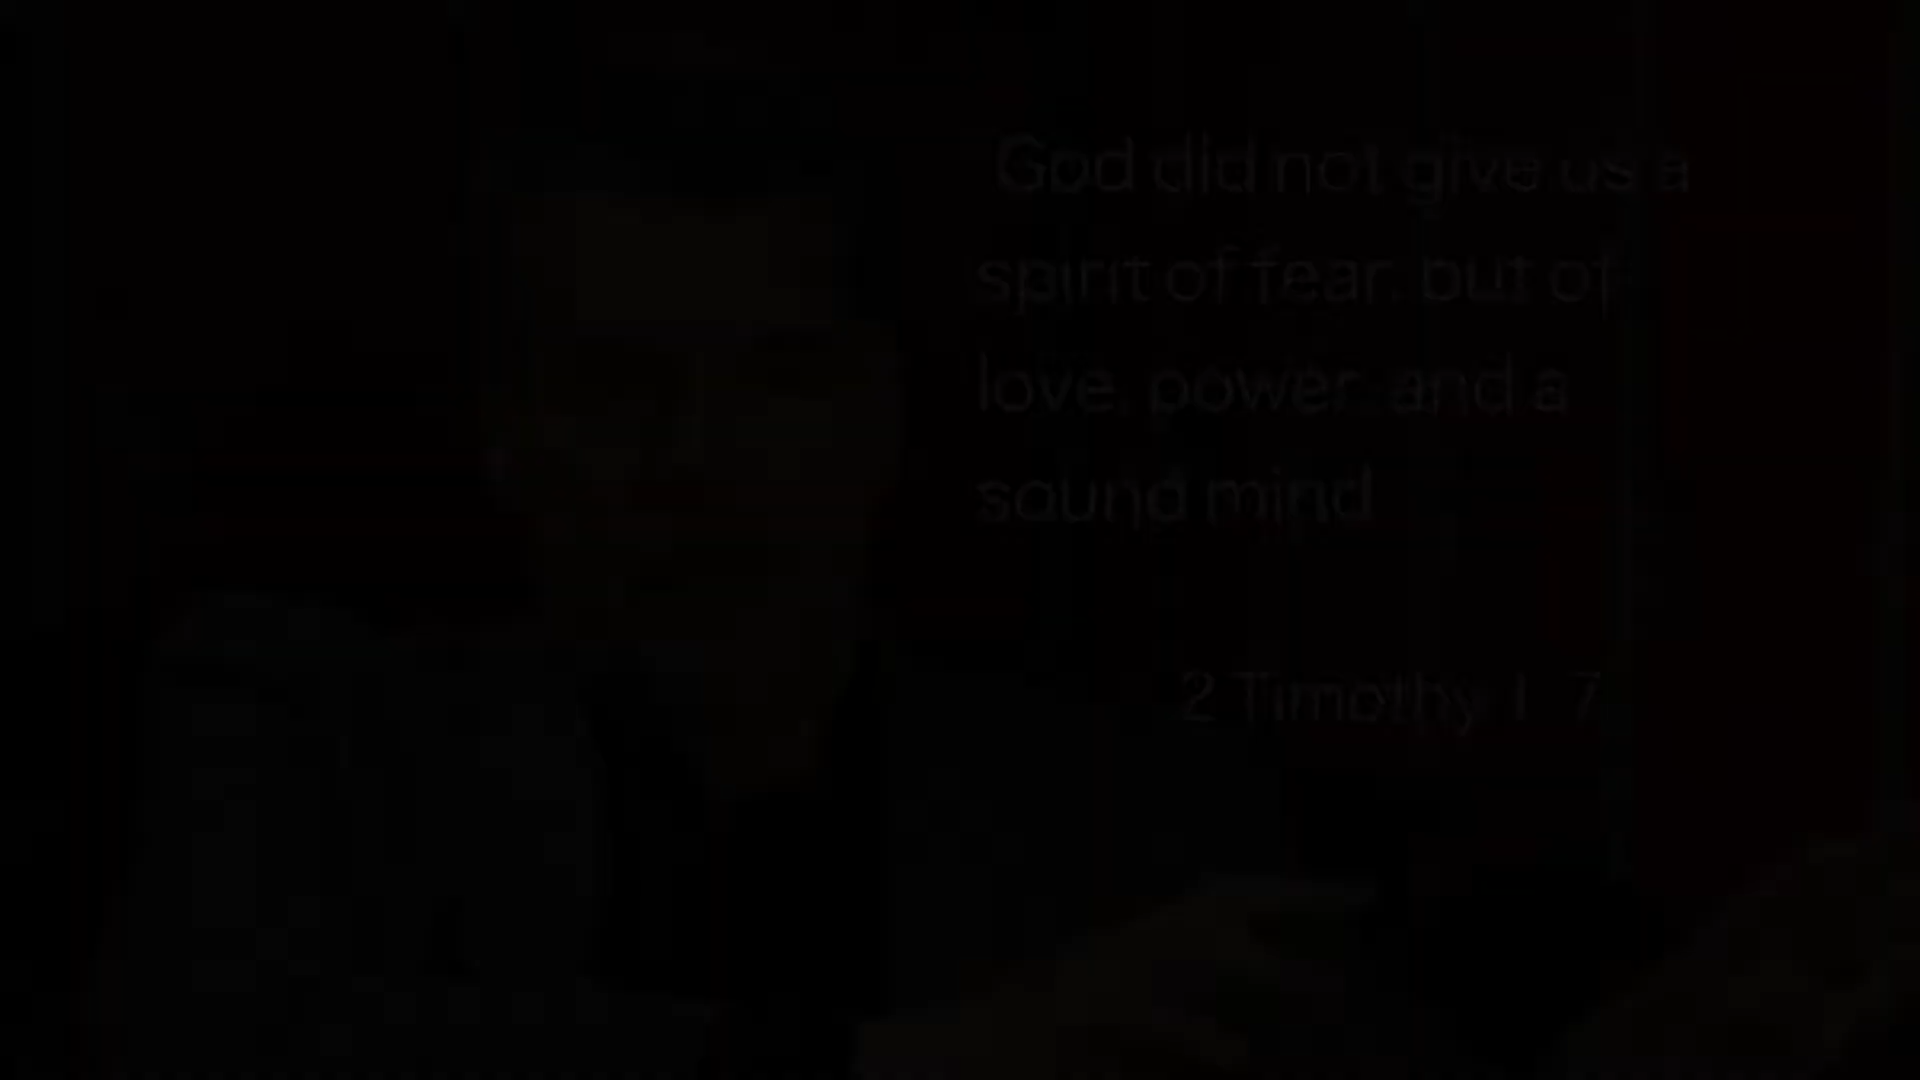 God did not give us a
spirit of fear, but of
love, power, and a
sound mind
2 Timothy 1:7